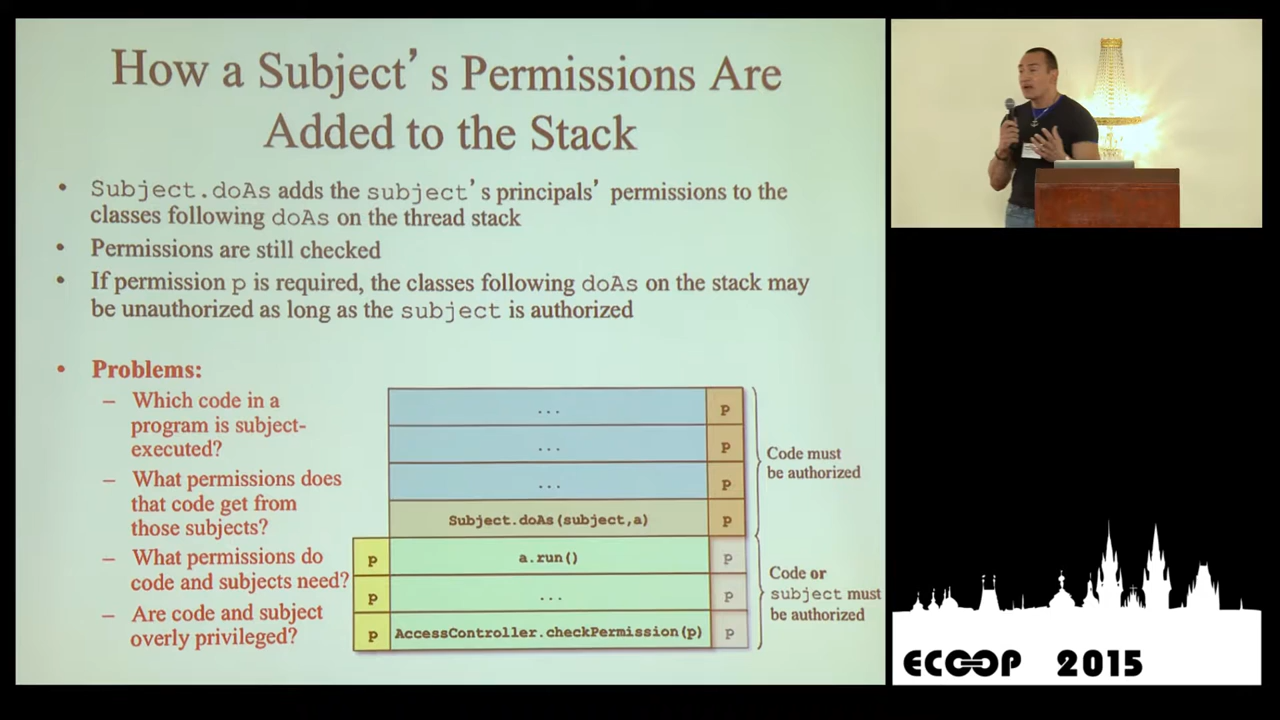 How a Subject's Permissions Are
Added to the Stack
• Subject.doAs adds the subject's principals' permissions to the
classes following doAs on the thread stack
• Permissions are still checked
• If permission p is required, the classes following doAs on the stack may
be unauthorized as long as the subject is authorized
• Problems:
– Which code in a
program is subject-
executed?
– What permissions does
that code get from
those subjects?
– What permissions do
code and subjects need?
– Are code and subject
overly privileged?
... p
... p
... p
Subject.doAs(subject,a) p
p a.run() p
p ... p
p AccessController.checkPermission(p) p
Code must
be authorized
Code or
subject must
be authorized
ECOOP 2015